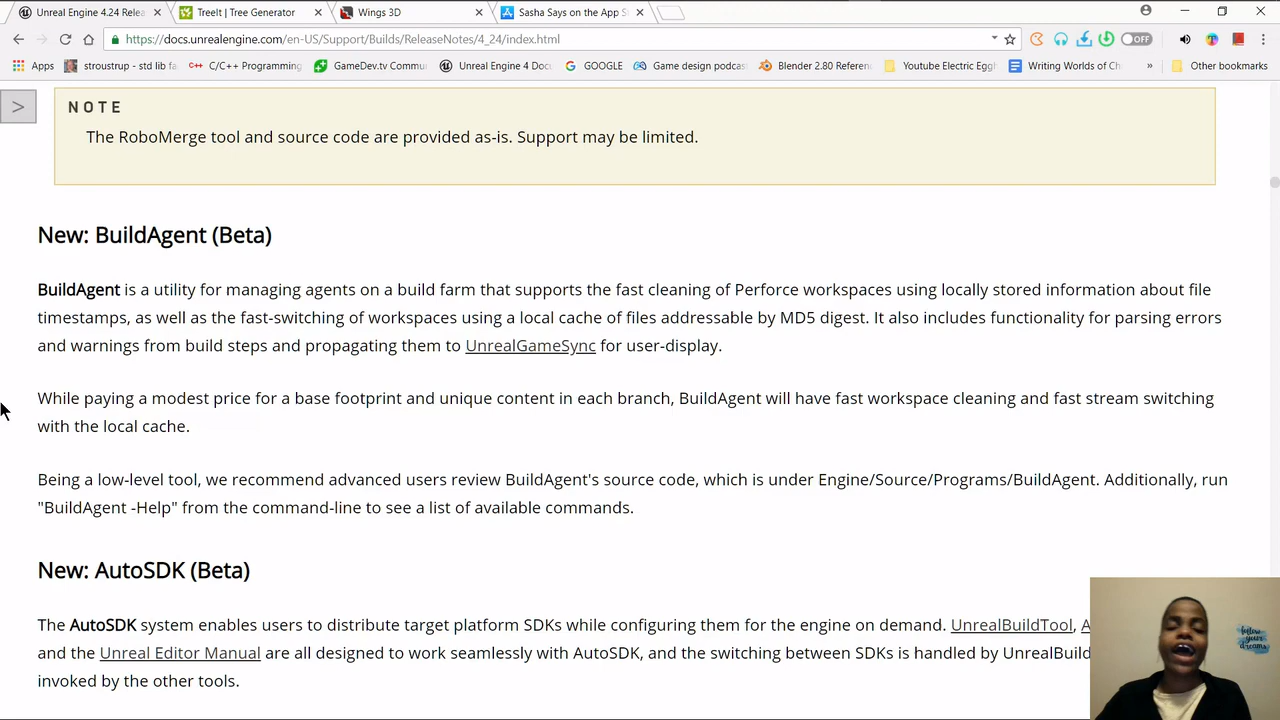 Unreal Engine 4.24 Relea
TreeIt | Tree Generator
Wings 3D
Sasha Says on the App S
https://docs.unrealengine.com/en-US/Support/Builds/ReleaseNotes/4_24/index.html
OFF
Apps
stroustrup - std lib fa
C/C++ Programming
GameDev.tv Commu
Unreal Engine 4 Doc
GOOGLE
Game design podcas
Blender 2.80 Referen
Youtube Electric Eggh
Writing Worlds of Ch
»
Other bookmarks
>
NOTE
The RoboMerge tool and source code are provided as-is. Support may be limited.
New: BuildAgent (Beta)
BuildAgent is a utility for managing agents on a build farm that supports the fast cleaning of Perforce workspaces using locally stored information about file
timestamps, as well as the fast-switching of workspaces using a local cache of files addressable by MD5 digest. It also includes functionality for parsing errors
and warnings from build steps and propagating them to UnrealGameSync for user-display.
While paying a modest price for a base footprint and unique content in each branch, BuildAgent will have fast workspace cleaning and fast stream switching
with the local cache.
Being a low-level tool, we recommend advanced users review BuildAgent's source code, which is under Engine/Source/Programs/BuildAgent. Additionally, run
"BuildAgent -Help" from the command-line to see a list of available commands.
New: AutoSDK (Beta)
The AutoSDK system enables users to distribute target platform SDKs while configuring them for the engine on demand. UnrealBuildTool, A
and the Unreal Editor Manual are all designed to work seamlessly with AutoSDK, and the switching between SDKs is handled by UnrealBuild
invoked by the other tools.
follow
your
dreams